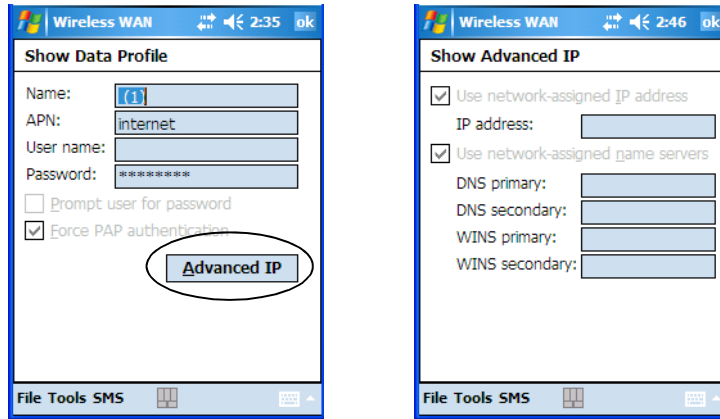 Wireless WAN 2:35 ok
Show Data Profile
Name: (1)
APN: internet
User name:
Password: ********
Prompt user for password
Force PAP authentication
Advanced IP
File Tools SMS
Wireless WAN 2:46 ok
Show Advanced IP
Use network-assigned IP address
IP address:
Use network-assigned name servers
DNS primary:
DNS secondary:
WINS primary:
WINS secondary:
File Tools SMS